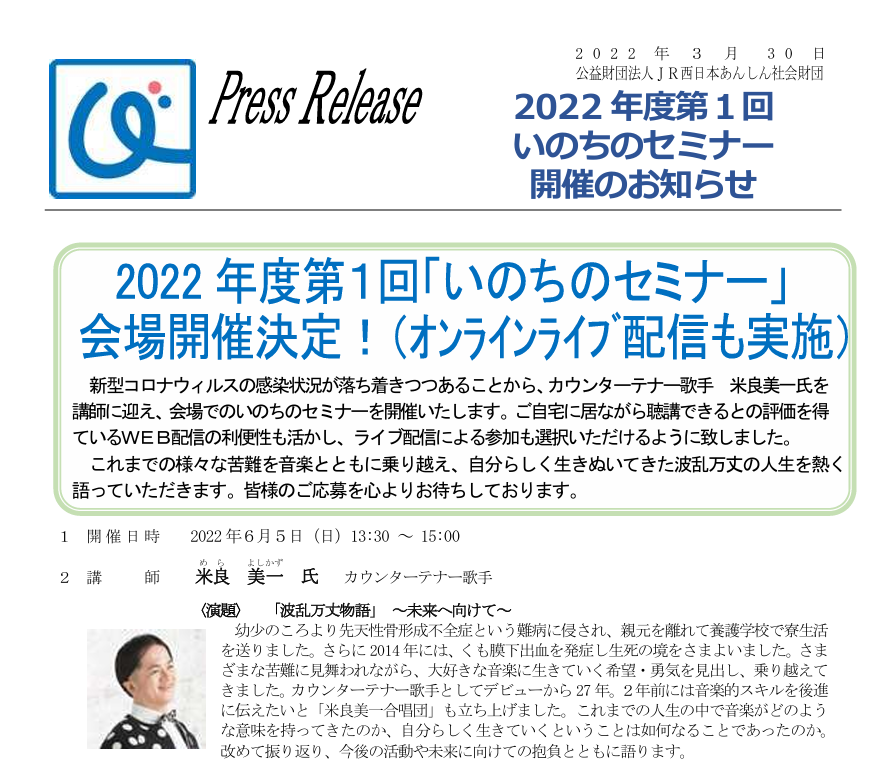 2022年3月30日
公益財団法人JR西日本あんしん社会財団
Press Release
2022年度第1回
いのちのセミナー
開催のお知らせ
2022年度第1回「いのちのセミナー」
会場開催決定！(オンラインライブ配信も実施)
新型コロナウィルスの感染状況が落ち着きつつあることから、カウンターテナー歌手　米良美一氏を
講師に迎え、会場でのいのちのセミナーを開催いたします。ご自宅に居ながら聴講できるとの評価を得
ているWEB配信の利便性も活かし、ライブ配信による参加も選択いただけるように致しました。
これまでの様々な苦難を音楽とともに乗り越え、自分らしく生きぬいてきた波乱万丈の人生を熱く
語っていただきます。皆様のご応募を心よりお待ちしております。
1　開催日時　2022年6月5日（日）13:30 ～ 15:00
めら　よしかず
2　講師　米良　美一　氏　カウンターテナー歌手
〈演題〉　「波乱万丈物語」　～未来へ向けて～
幼少のころより先天性骨形成不全症という難病に侵され、親元を離れて養護学校で寮生活
を送りました。さらに2014年には、くも膜下出血を発症し生死の境をさまよいました。さま
ざまな苦難に見舞われながら、大好きな音楽に生きていく希望・勇気を見出し、乗り越えて
きました。カウンターテナー歌手としてデビューから27年。2年前には音楽的スキルを後進
に伝えたいと「米良美一合唱団」も立ち上げました。これまでの人生の中で音楽がどのよう
な意味を持ってきたのか、自分らしく生きていくということは如何なることであったのか。
改めて振り返り、今後の活動や未来に向けての抱負とともに語ります。